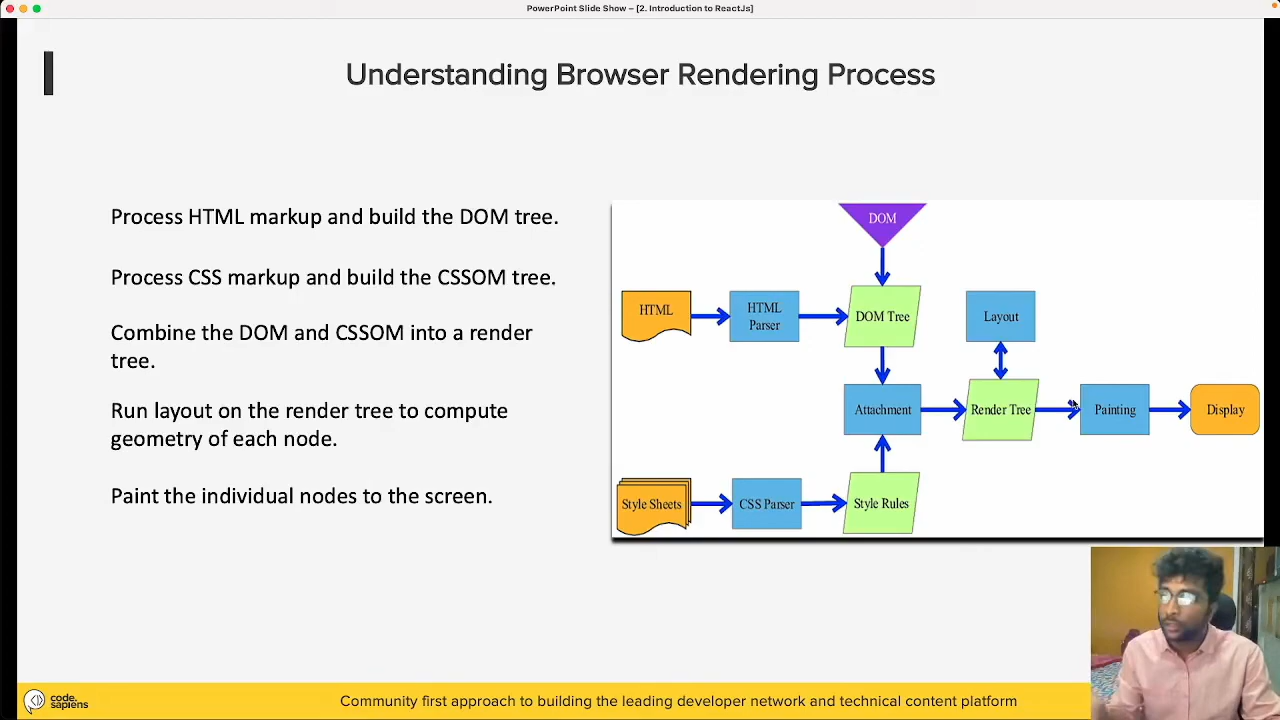 PowerPoint Slide Show – [2. Introduction to ReactJs]
Understanding Browser Rendering Process
Process HTML markup and build the DOM tree.
Process CSS markup and build the CSSOM tree.
Combine the DOM and CSSOM into a render
tree.
Run layout on the render tree to compute
geometry of each node.
Paint the individual nodes to the screen.
DOM
HTML
HTML
Parser
DOM Tree
Layout
Attachment
Render Tree
Painting
Display
Style Sheets
CSS Parser
Style Rules
code.
sapiens
Community first approach to building the leading developer network and technical content platform